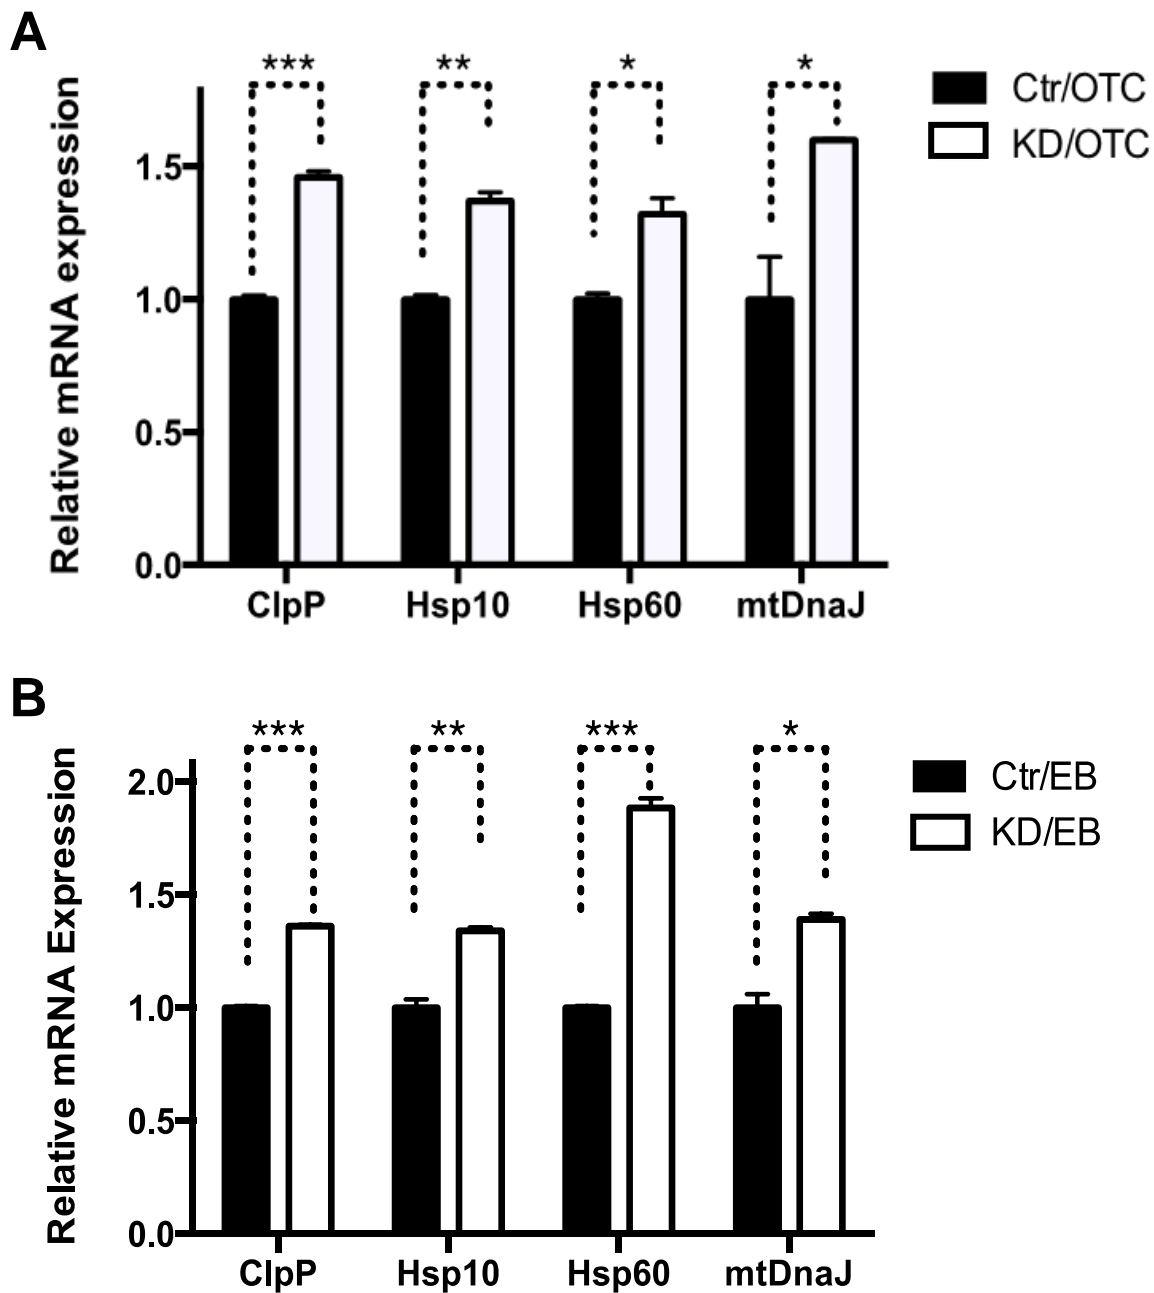 A
*** ** * *
Ctr/OTC
KD/OTC
Relative mRNA expression
1.5
1.0
0.5
0.0
ClpP Hsp10 Hsp60 mtDnaJ
B
*** ** *** *
Ctr/EB
KD/EB
Relative mRNA Expression
2.0
1.5
1.0
0.5
0.0
ClpP Hsp10 Hsp60 mtDnaJ